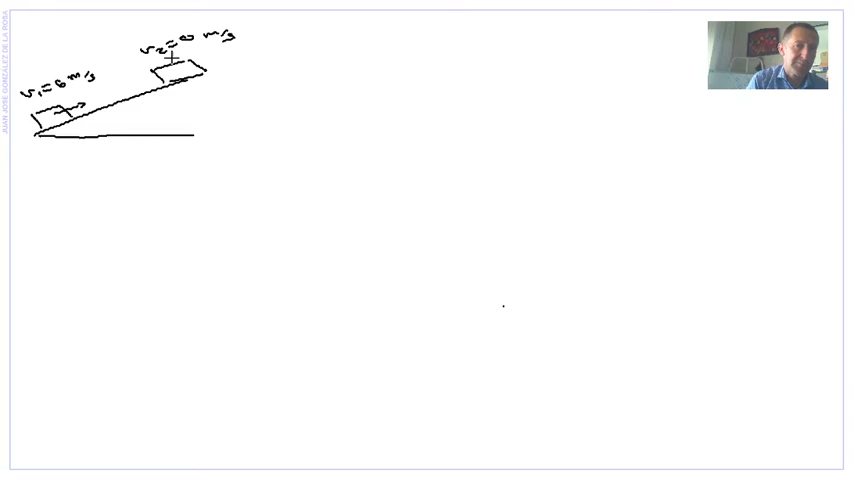 v₂=0 m/s
v₁=6 m/s
JUAN JOSÉ GONZÁLEZ DE LA ROSA